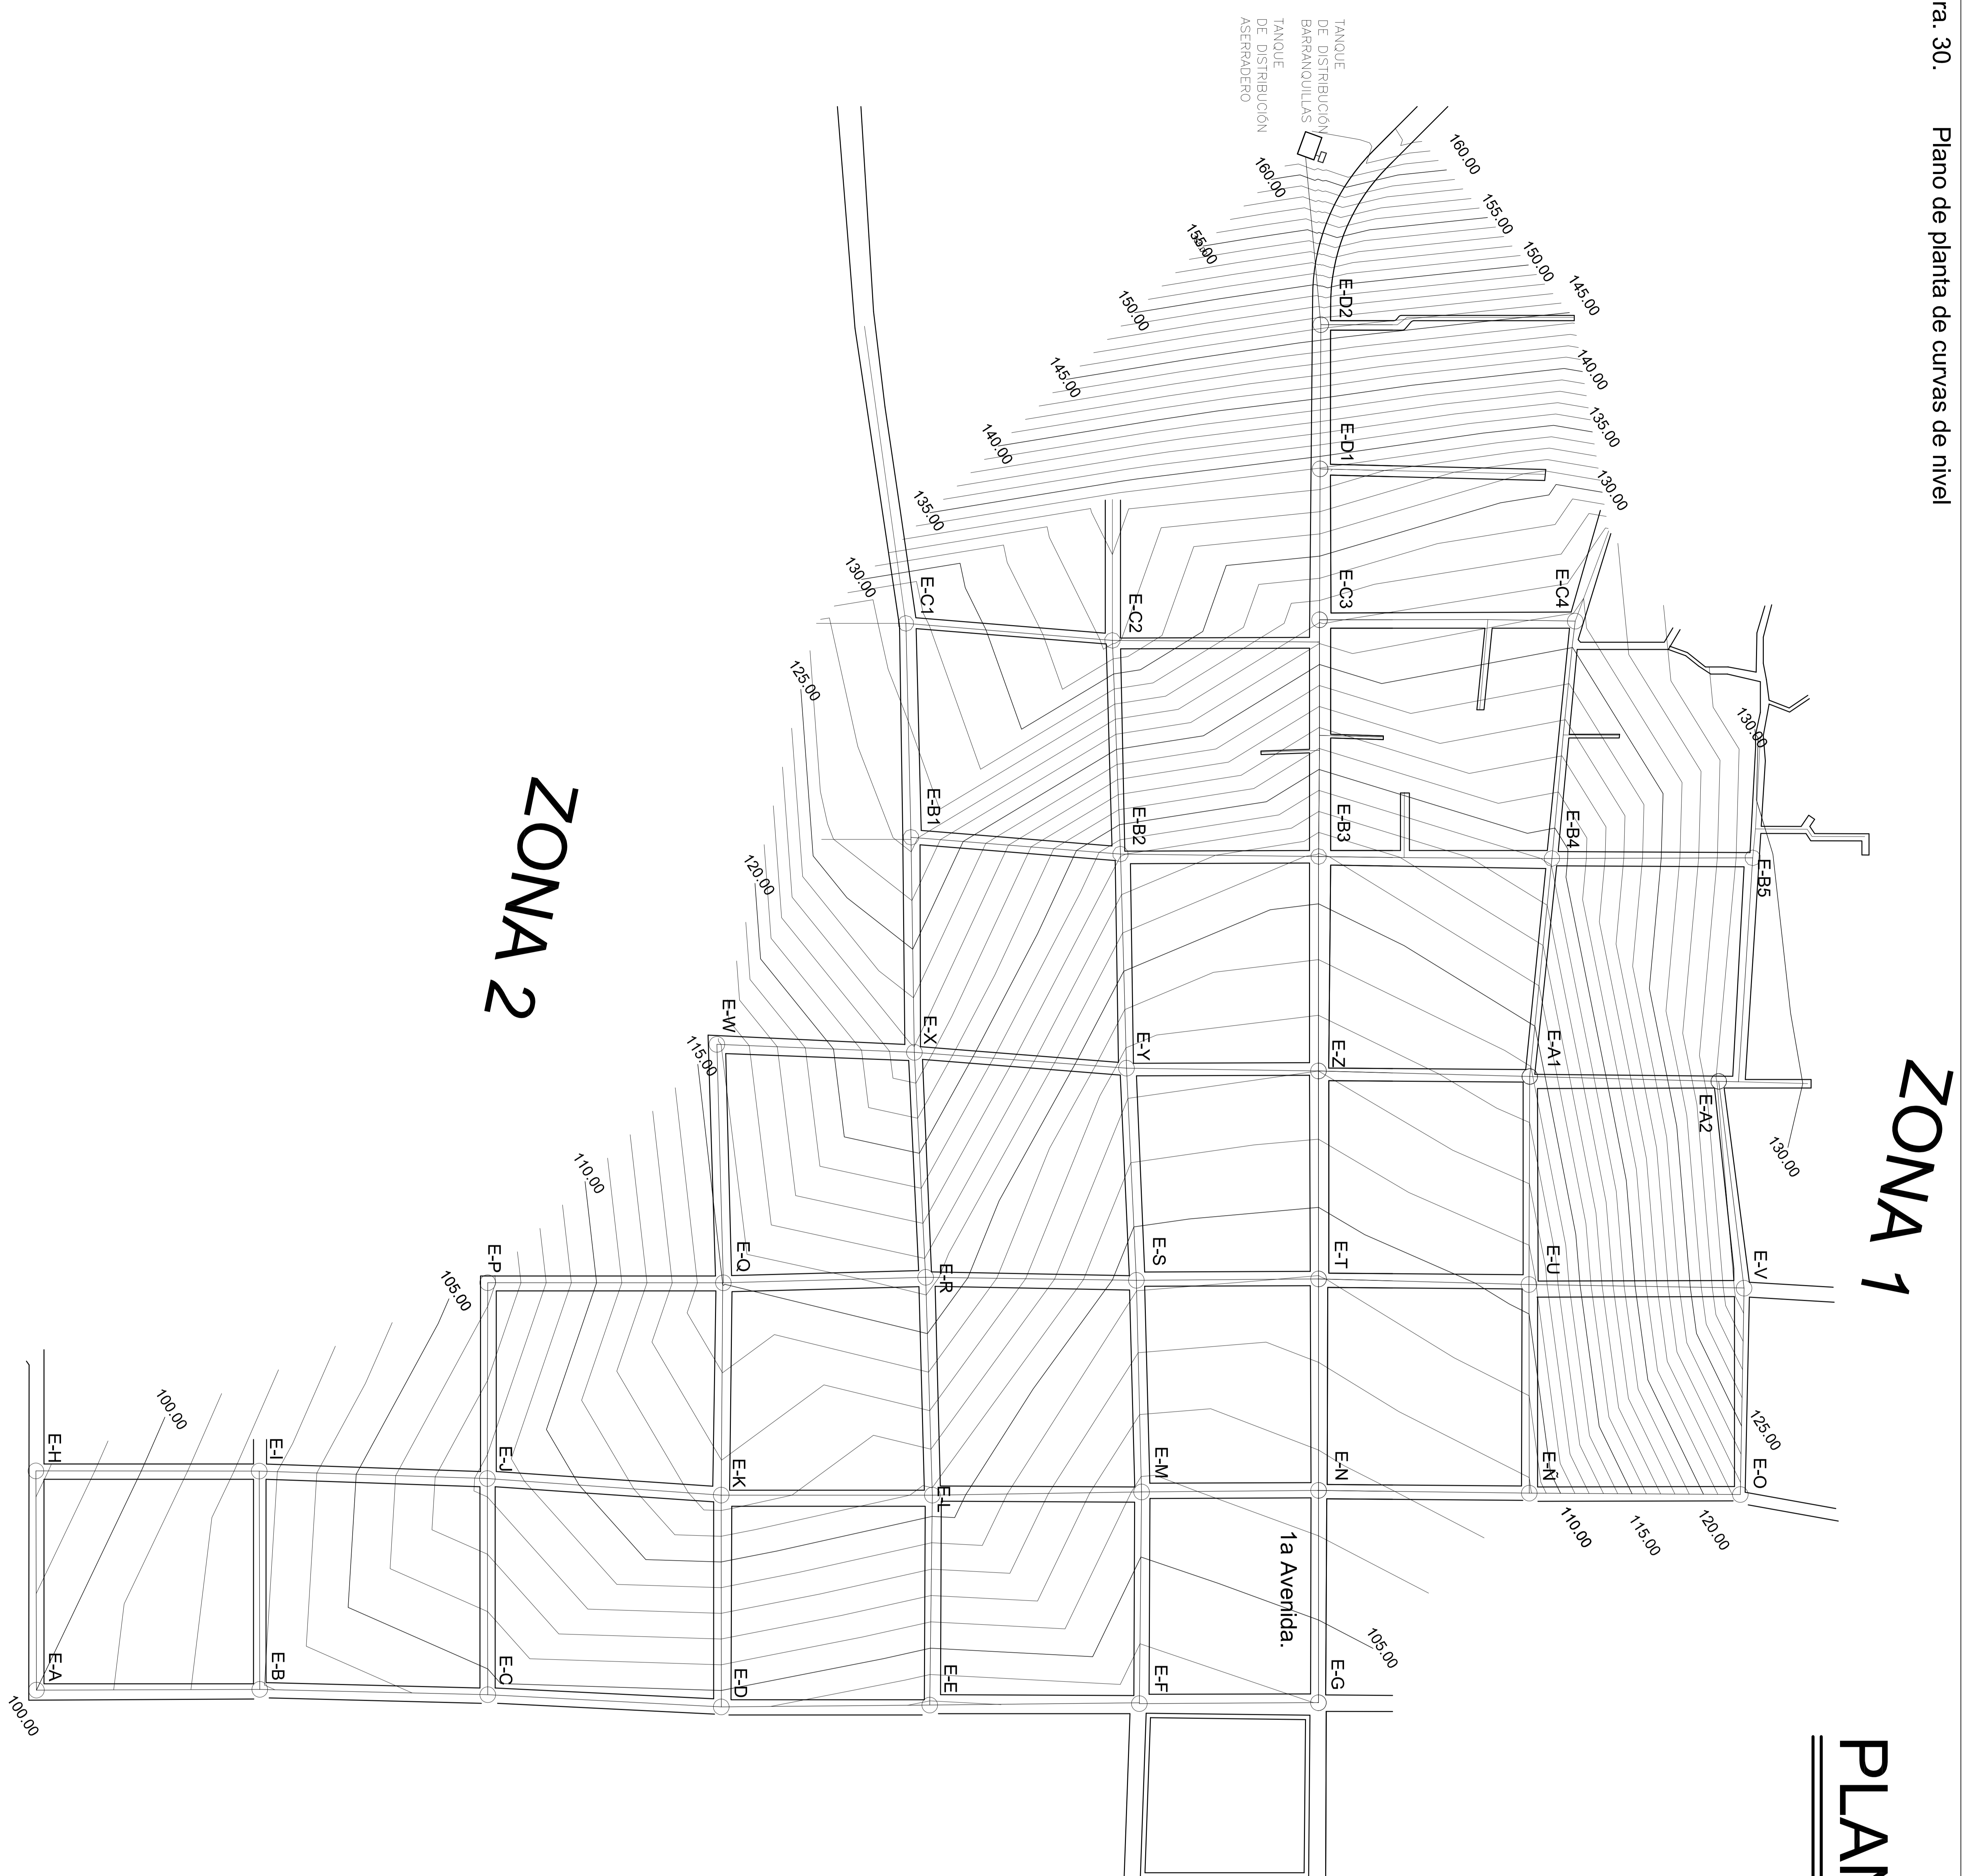 ra. 30. Plano de planta de curvas de nivel
PLAN
ZONA 1
ZONA 2
TANQUE
DE DISTRIBUCIÓN
BARRANQUILLAS
TANQUE
DE DISTRIBUCIÓN
ASERRADERO
160.00
160.00
155.00
155.00
150.00
150.00
145.00
145.00
140.00
140.00
135.00
135.00
130.00
130.00
130.00
130.00
125.00
125.00
120.00
120.00
115.00
115.00
110.00
110.00
105.00
105.00
100.00
100.00
E-D2
E-D1
E-C1
E-C2
E-C3
E-C4
E-B1
E-B2
E-B3
E-B4
E-B5
E-W
E-X
E-Y
E-Z
E-A1
E-A2
E-P
E-Q
E-R
E-S
E-T
E-U
E-V
E-H
E-I
E-J
E-K
E-L
E-M
E-N
E-Ñ
E-O
1a Avenida.
E-A
E-B
E-C
E-D
E-E
E-F
E-G